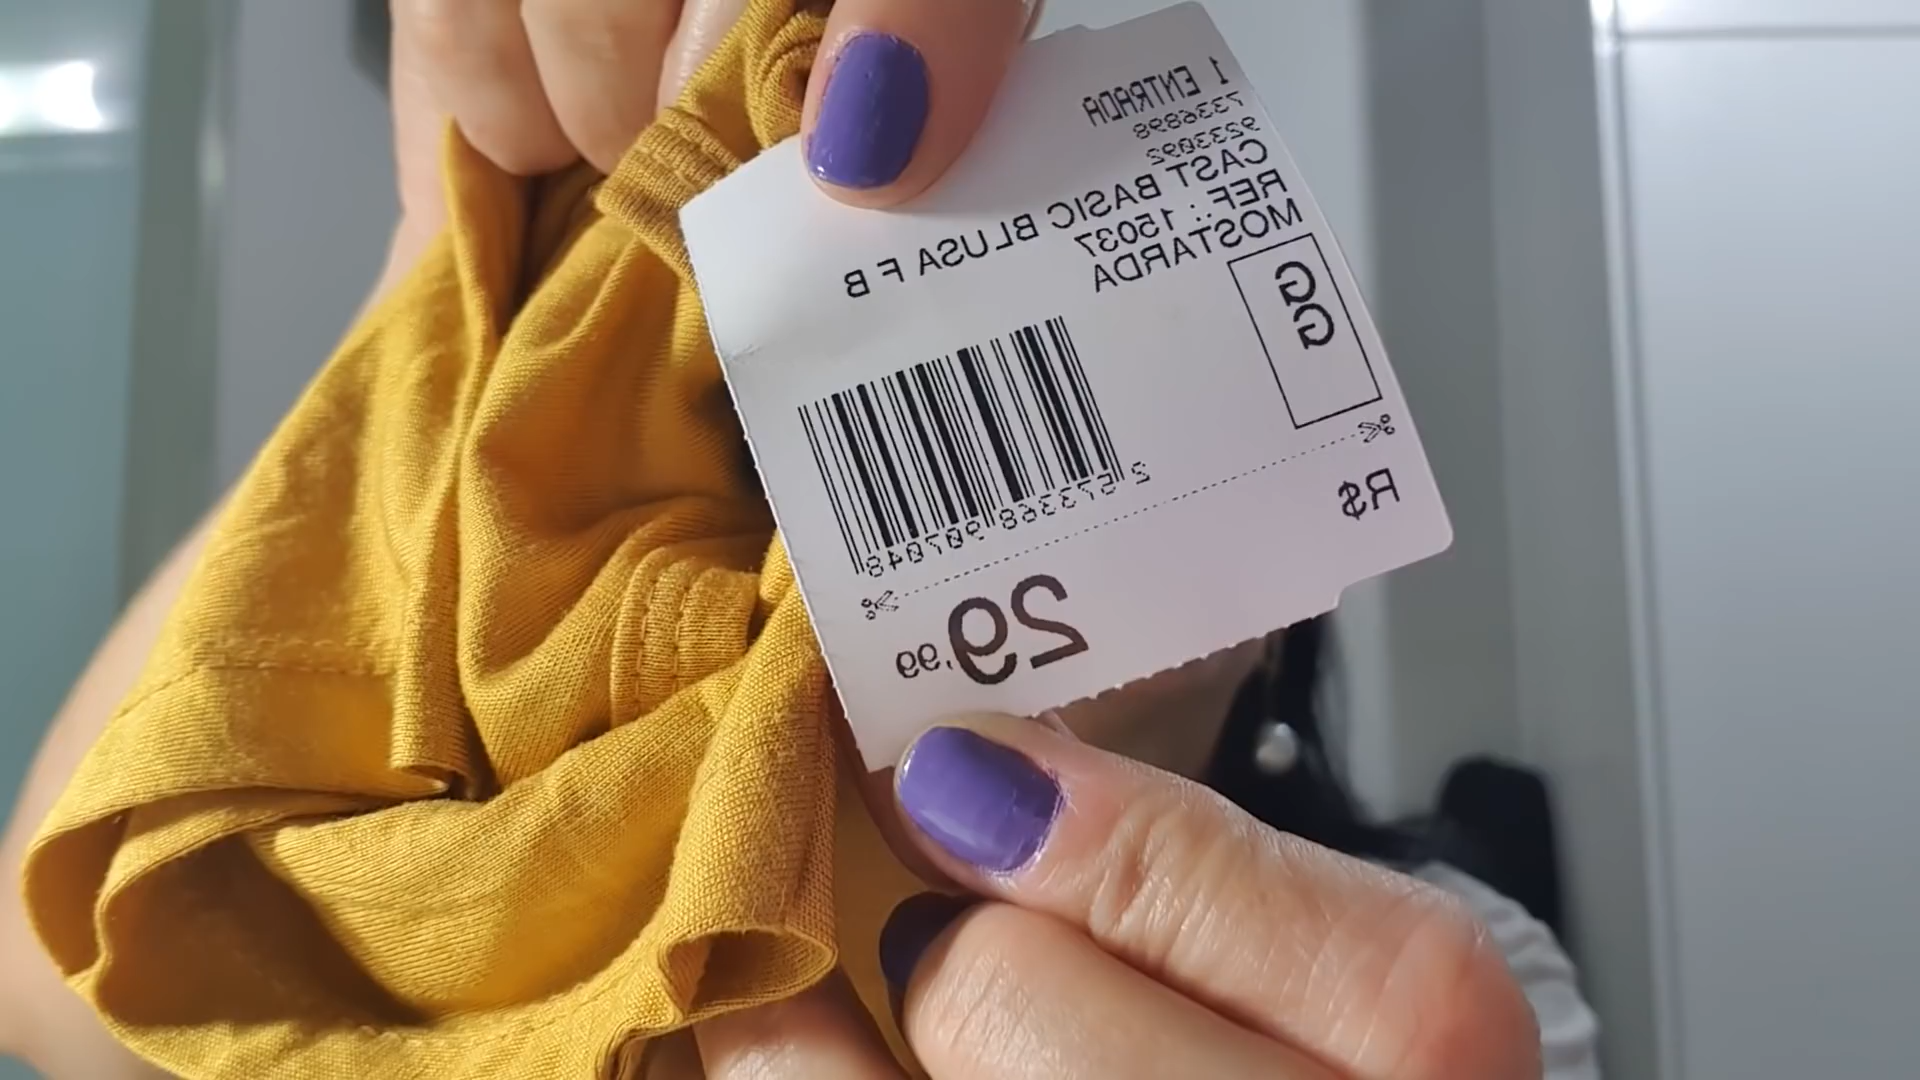 1 ENTRADA
7336898
9233092
CAST BASIC BLUSA F B
REF.: 15037
MOSTARDA
GG
2 573368 907048
R$
29,99